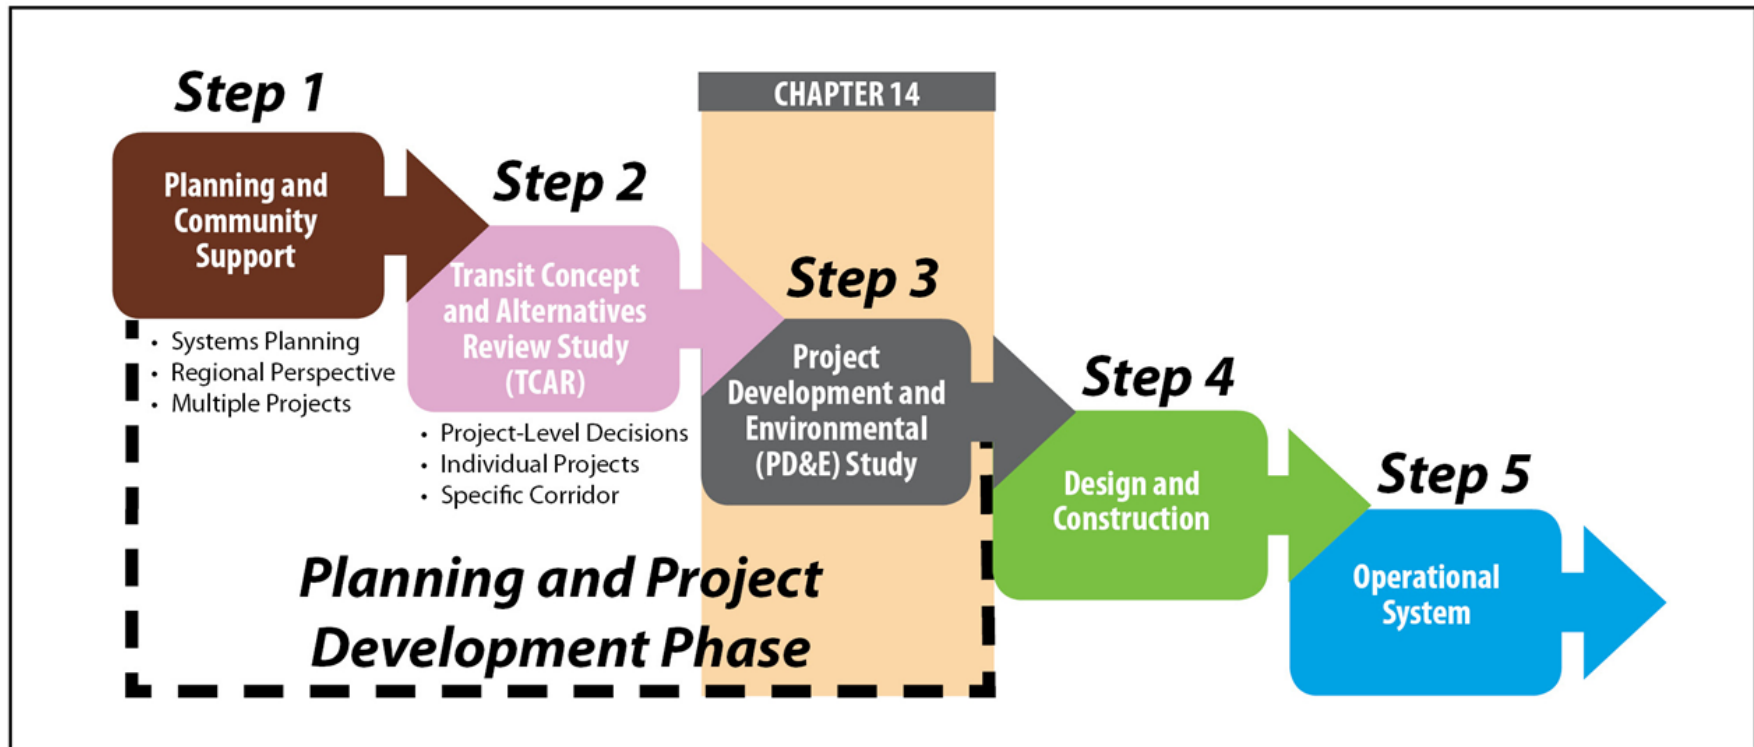 Step 1
Planning and
Community
Support
• Systems Planning
• Regional Perspective
• Multiple Projects
Step 2
Transit Concept
and Alternatives
Review Study
(TCAR)
• Project-Level Decisions
• Individual Projects
• Specific Corridor
CHAPTER 14
Step 3
Project
Development and
Environmental
(PD&E) Study
Planning and Project
Development Phase
Step 4
Design and
Construction
Step 5
Operational
System